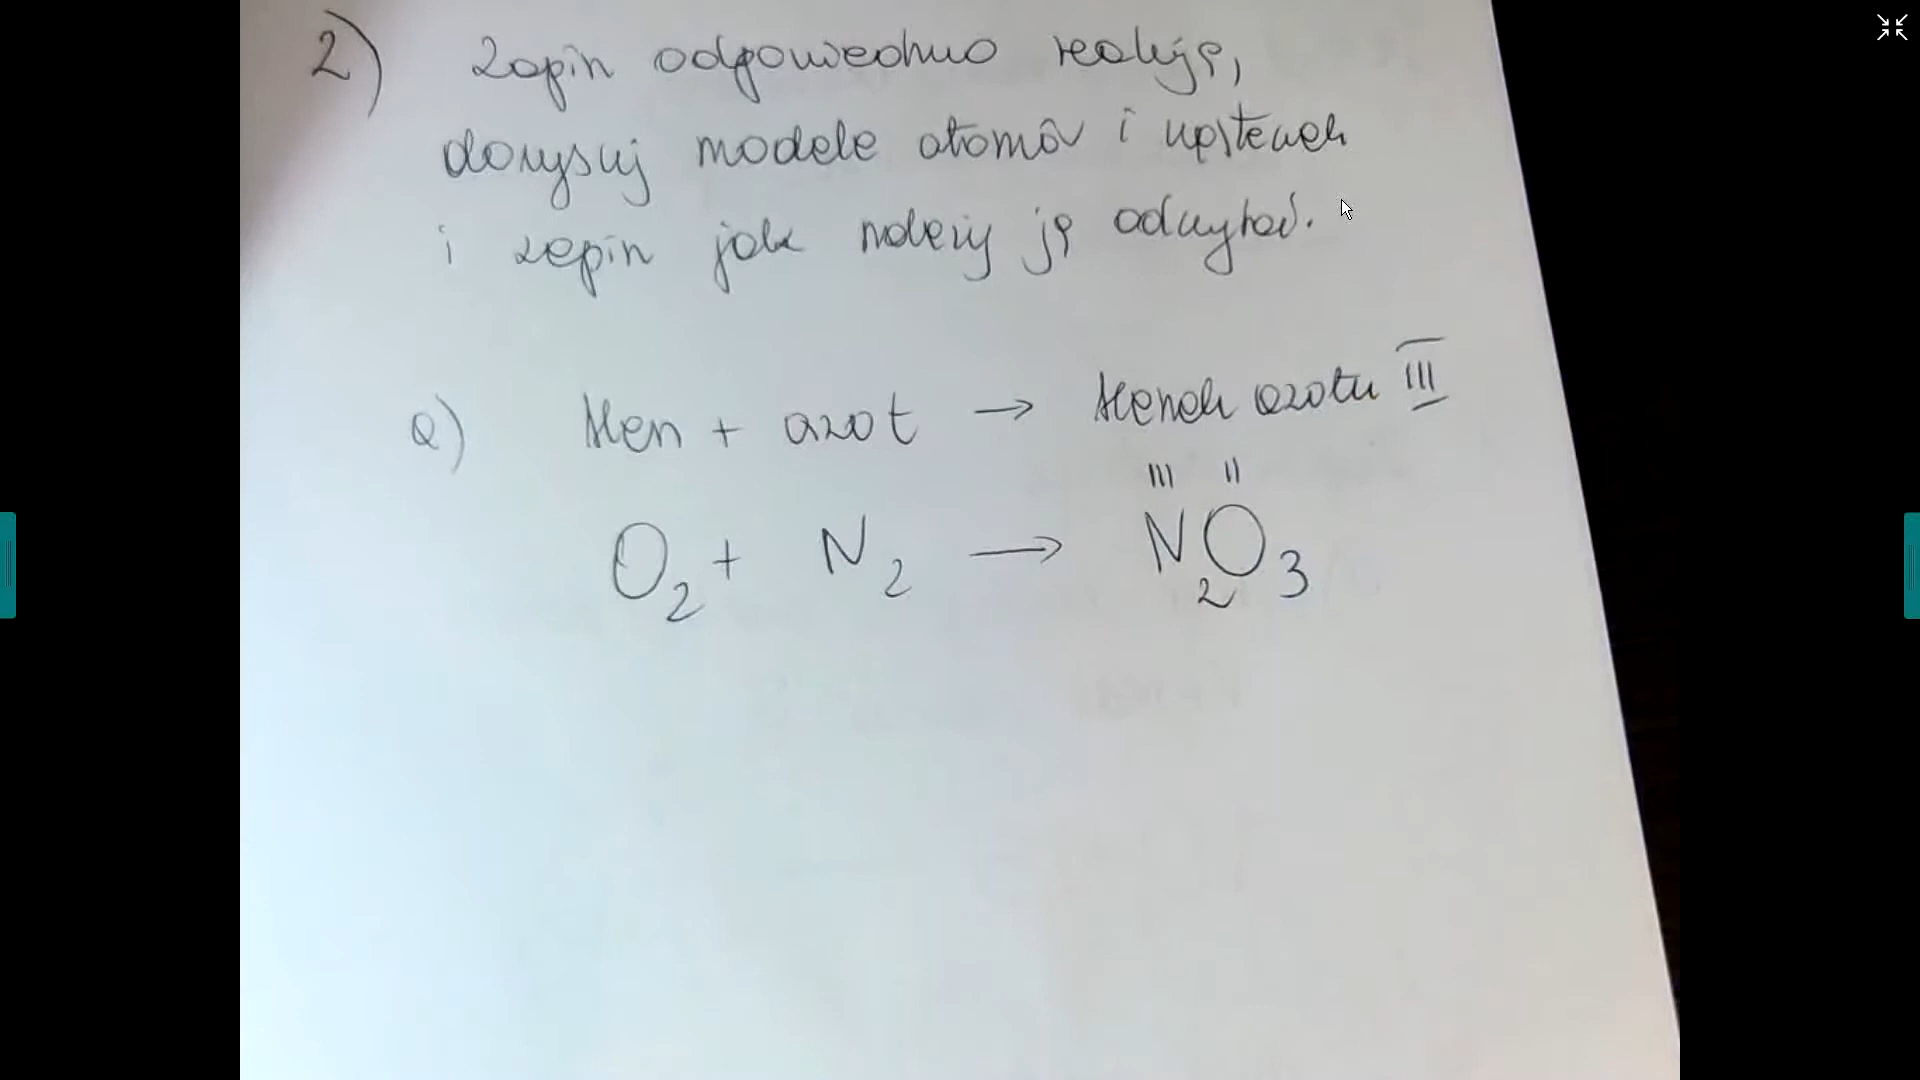 2) Zapisz odpowiednio reakcję,
dorysuj modele atomów i cząsteczek
i zapisz jak należy ją odczytać.
a) tlen + azot → tlenek azotu III
III II
O2 + N2 → N2O3